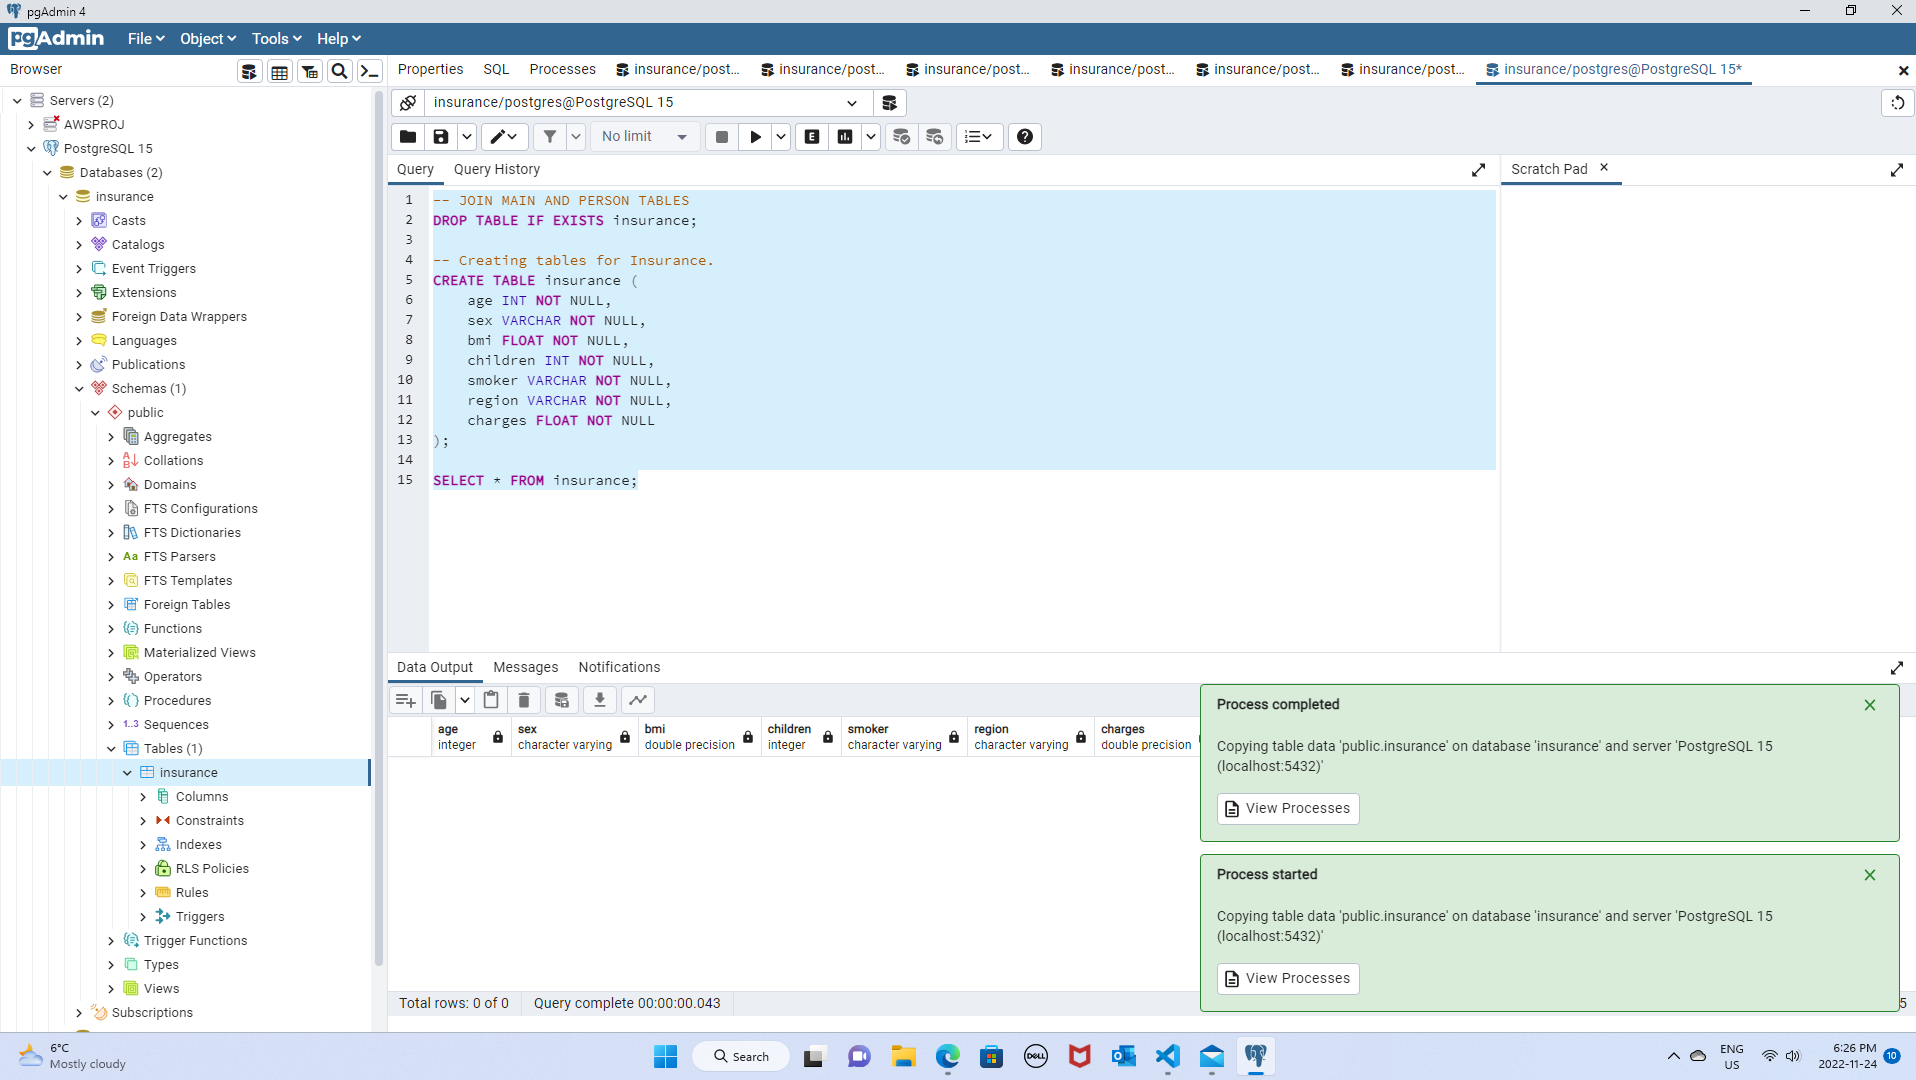 pgAdmin 4
pgAdmin File Object Tools Help
Browser
Properties SQL Processes insurance/post... insurance/post... insurance/post... insurance/post... insurance/post... insurance/post... insurance/postgres@PostgreSQL 15*
Servers (2)
AWSPROJ
PostgreSQL 15
Databases (2)
insurance
Casts
Catalogs
Event Triggers
Extensions
Foreign Data Wrappers
Languages
Publications
Schemas (1)
public
Aggregates
Collations
Domains
FTS Configurations
FTS Dictionaries
Aa FTS Parsers
FTS Templates
Foreign Tables
Functions
Materialized Views
Operators
Procedures
1..3 Sequences
Tables (1)
insurance
Columns
Constraints
Indexes
RLS Policies
Rules
Triggers
Trigger Functions
Types
Views
Subscriptions
insurance/postgres@PostgreSQL 15
No limit
E
Query Query History
Scratch Pad
1 -- JOIN MAIN AND PERSON TABLES
2 DROP TABLE IF EXISTS insurance;
3
4 -- Creating tables for Insurance.
5 CREATE TABLE insurance (
6 age INT NOT NULL,
7 sex VARCHAR NOT NULL,
8 bmi FLOAT NOT NULL,
9 children INT NOT NULL,
10 smoker VARCHAR NOT NULL,
11 region VARCHAR NOT NULL,
12 charges FLOAT NOT NULL
13 );
14
15 SELECT * FROM insurance;
Data Output Messages Notifications
age sex bmi children smoker region charges
integer character varying double precision integer character varying character varying double precision
Process completed
Copying table data 'public.insurance' on database 'insurance' and server 'PostgreSQL 15
(localhost:5432)'
View Processes
Process started
Copying table data 'public.insurance' on database 'insurance' and server 'PostgreSQL 15
(localhost:5432)'
View Processes
Total rows: 0 of 0 Query complete 00:00:00.043
5
6°C
Mostly cloudy
Search
DELL
ENG
US
6:26 PM
2022-11-24
10